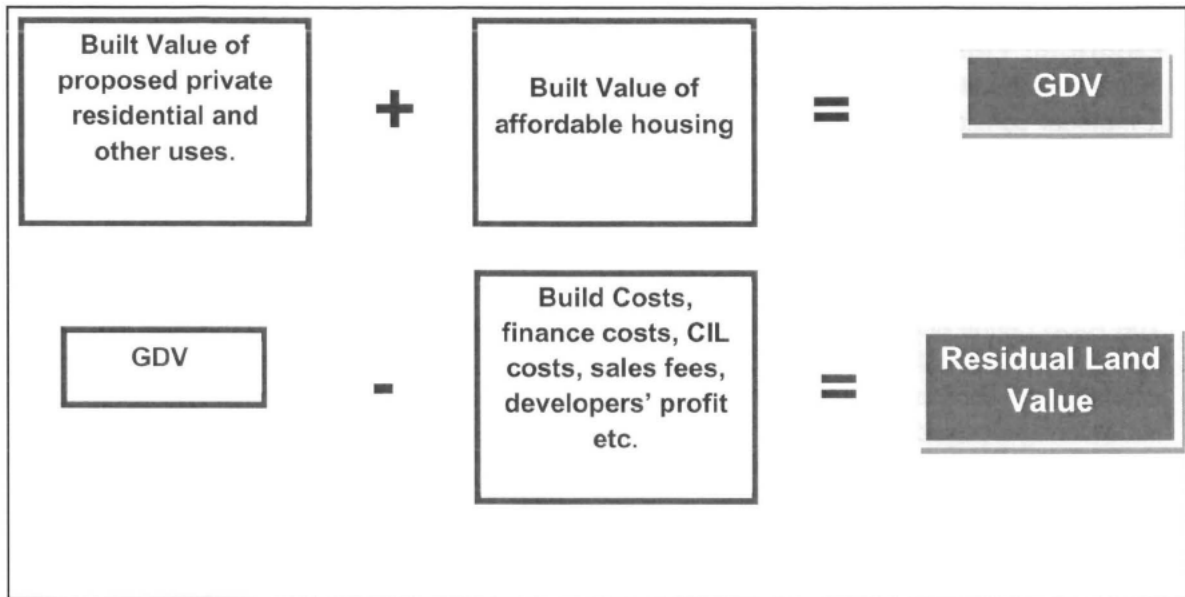 Built Value of
proposed private
residential and
other uses.
+
Built Value of
affordable housing
=
GDV
GDV
-
Build Costs,
finance costs, CIL
costs, sales fees,
developers' profit
etc.
=
Residual Land
Value